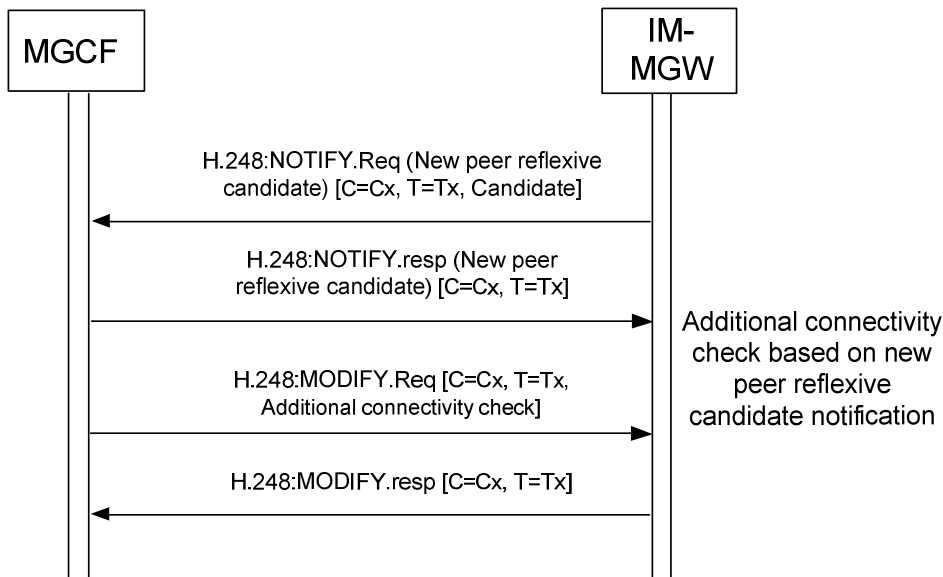 MGCF
IM-
MGW
H.248:NOTIFY.Req (New peer reflexive
candidate) [C=Cx, T=Tx, Candidate]
H.248:NOTIFY.resp (New peer
reflexive candidate) [C=Cx, T=Tx]
Additional connectivity
check based on new
peer reflexive
candidate notification
H.248:MODIFY.Req [C=Cx, T=Tx,
Additional connectivity check]
H.248:MODIFY.resp [C=Cx, T=Tx]